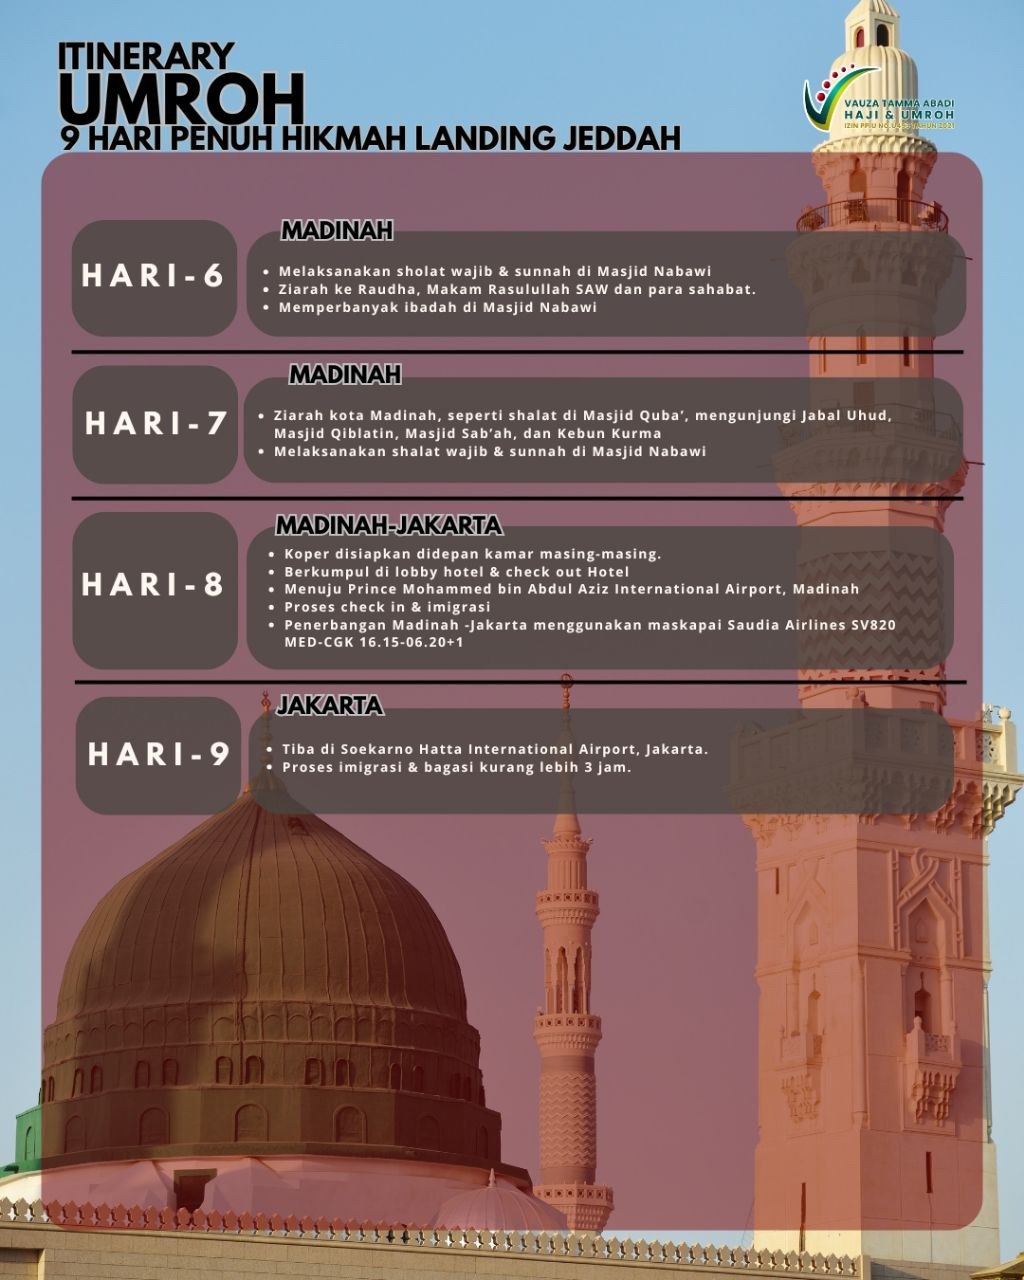 ITINERARY
UMROH
9 HARI PENUH HIKMAH LANDING JEDDAH
VAUZA TAMMA ABADI
HAJI & UMROH
IZIN PPIU NO.U.453 TAHUN 2021
HARI-6
MADINAH
• Melaksanakan sholat wajib & sunnah di Masjid Nabawi
• Ziarah ke Raudha, Makam Rasulullah SAW dan para sahabat.
• Memperbanyak ibadah di Masjid Nabawi
HARI-7
MADINAH
• Ziarah kota Madinah, seperti shalat di Masjid Quba’, mengunjungi Jabal Uhud,
Masjid Qiblatin, Masjid Sab’ah, dan Kebun Kurma
• Melaksanakan shalat wajib & sunnah di Masjid Nabawi
HARI-8
MADINAH-JAKARTA
• Koper disiapkan didepan kamar masing-masing.
• Berkumpul di lobby hotel & check out Hotel
• Menuju Prince Mohammed bin Abdul Aziz International Airport, Madinah
• Proses check in & imigrasi
• Penerbangan Madinah -Jakarta menggunakan maskapai Saudia Airlines SV820
MED-CGK 16.15-06.20+1
HARI-9
JAKARTA
• Tiba di Soekarno Hatta International Airport, Jakarta.
• Proses imigrasi & bagasi kurang lebih 3 jam.